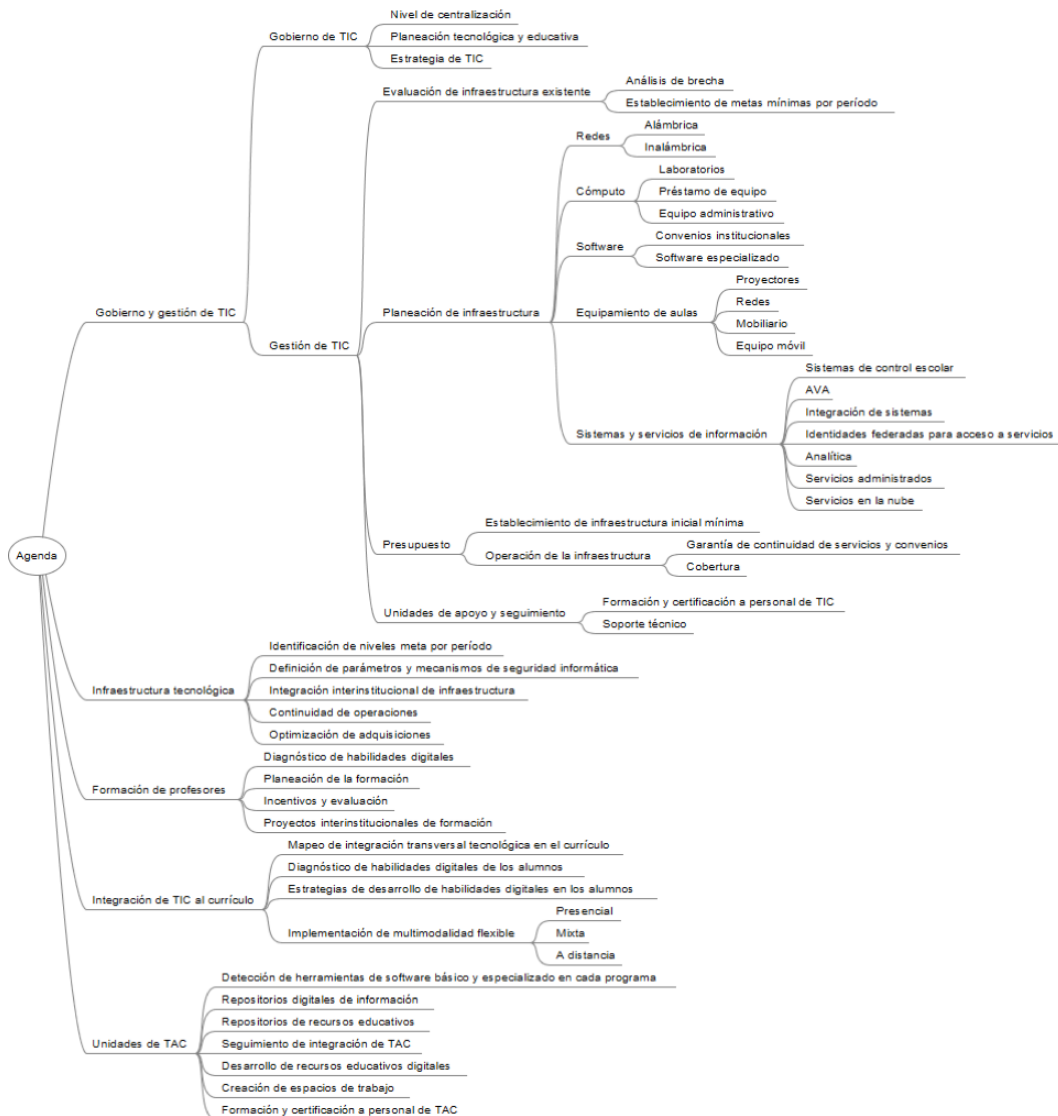 Agenda
Gobierno y gestión de TIC
Gobierno de TIC
Nivel de centralización
Planeación tecnológica y educativa
Estrategia de TIC
Gestión de TIC
Evaluación de infraestructura existente
Análisis de brecha
Establecimiento de metas mínimas por período
Planeación de infraestructura
Redes
Alámbrica
Inalámbrica
Cómputo
Laboratorios
Préstamo de equipo
Equipo administrativo
Software
Convenios institucionales
Software especializado
Equipamiento de aulas
Proyectores
Redes
Mobiliario
Equipo móvil
Sistemas y servicios de información
Sistemas de control escolar
AVA
Integración de sistemas
Identidades federadas para acceso a servicios
Analítica
Servicios administrados
Servicios en la nube
Presupuesto
Establecimiento de infraestructura inicial mínima
Operación de la infraestructura
Garantía de continuidad de servicios y convenios
Cobertura
Unidades de apoyo y seguimiento
Formación y certificación a personal de TIC
Soporte técnico
Infraestructura tecnológica
Identificación de niveles meta por período
Definición de parámetros y mecanismos de seguridad informática
Integración interinstitucional de infraestructura
Continuidad de operaciones
Optimización de adquisiciones
Formación de profesores
Diagnóstico de habilidades digitales
Planeación de la formación
Incentivos y evaluación
Proyectos interinstitucionales de formación
Integración de TIC al currículo
Mapeo de integración transversal tecnológica en el currículo
Diagnóstico de habilidades digitales de los alumnos
Estrategias de desarrollo de habilidades digitales en los alumnos
Implementación de multimodalidad flexible
Presencial
Mixta
A distancia
Unidades de TAC
Detección de herramientas de software básico y especializado en cada programa
Repositorios digitales de información
Repositorios de recursos educativos
Seguimiento de integración de TAC
Desarrollo de recursos educativos digitales
Creación de espacios de trabajo
Formación y certificación a personal de TAC